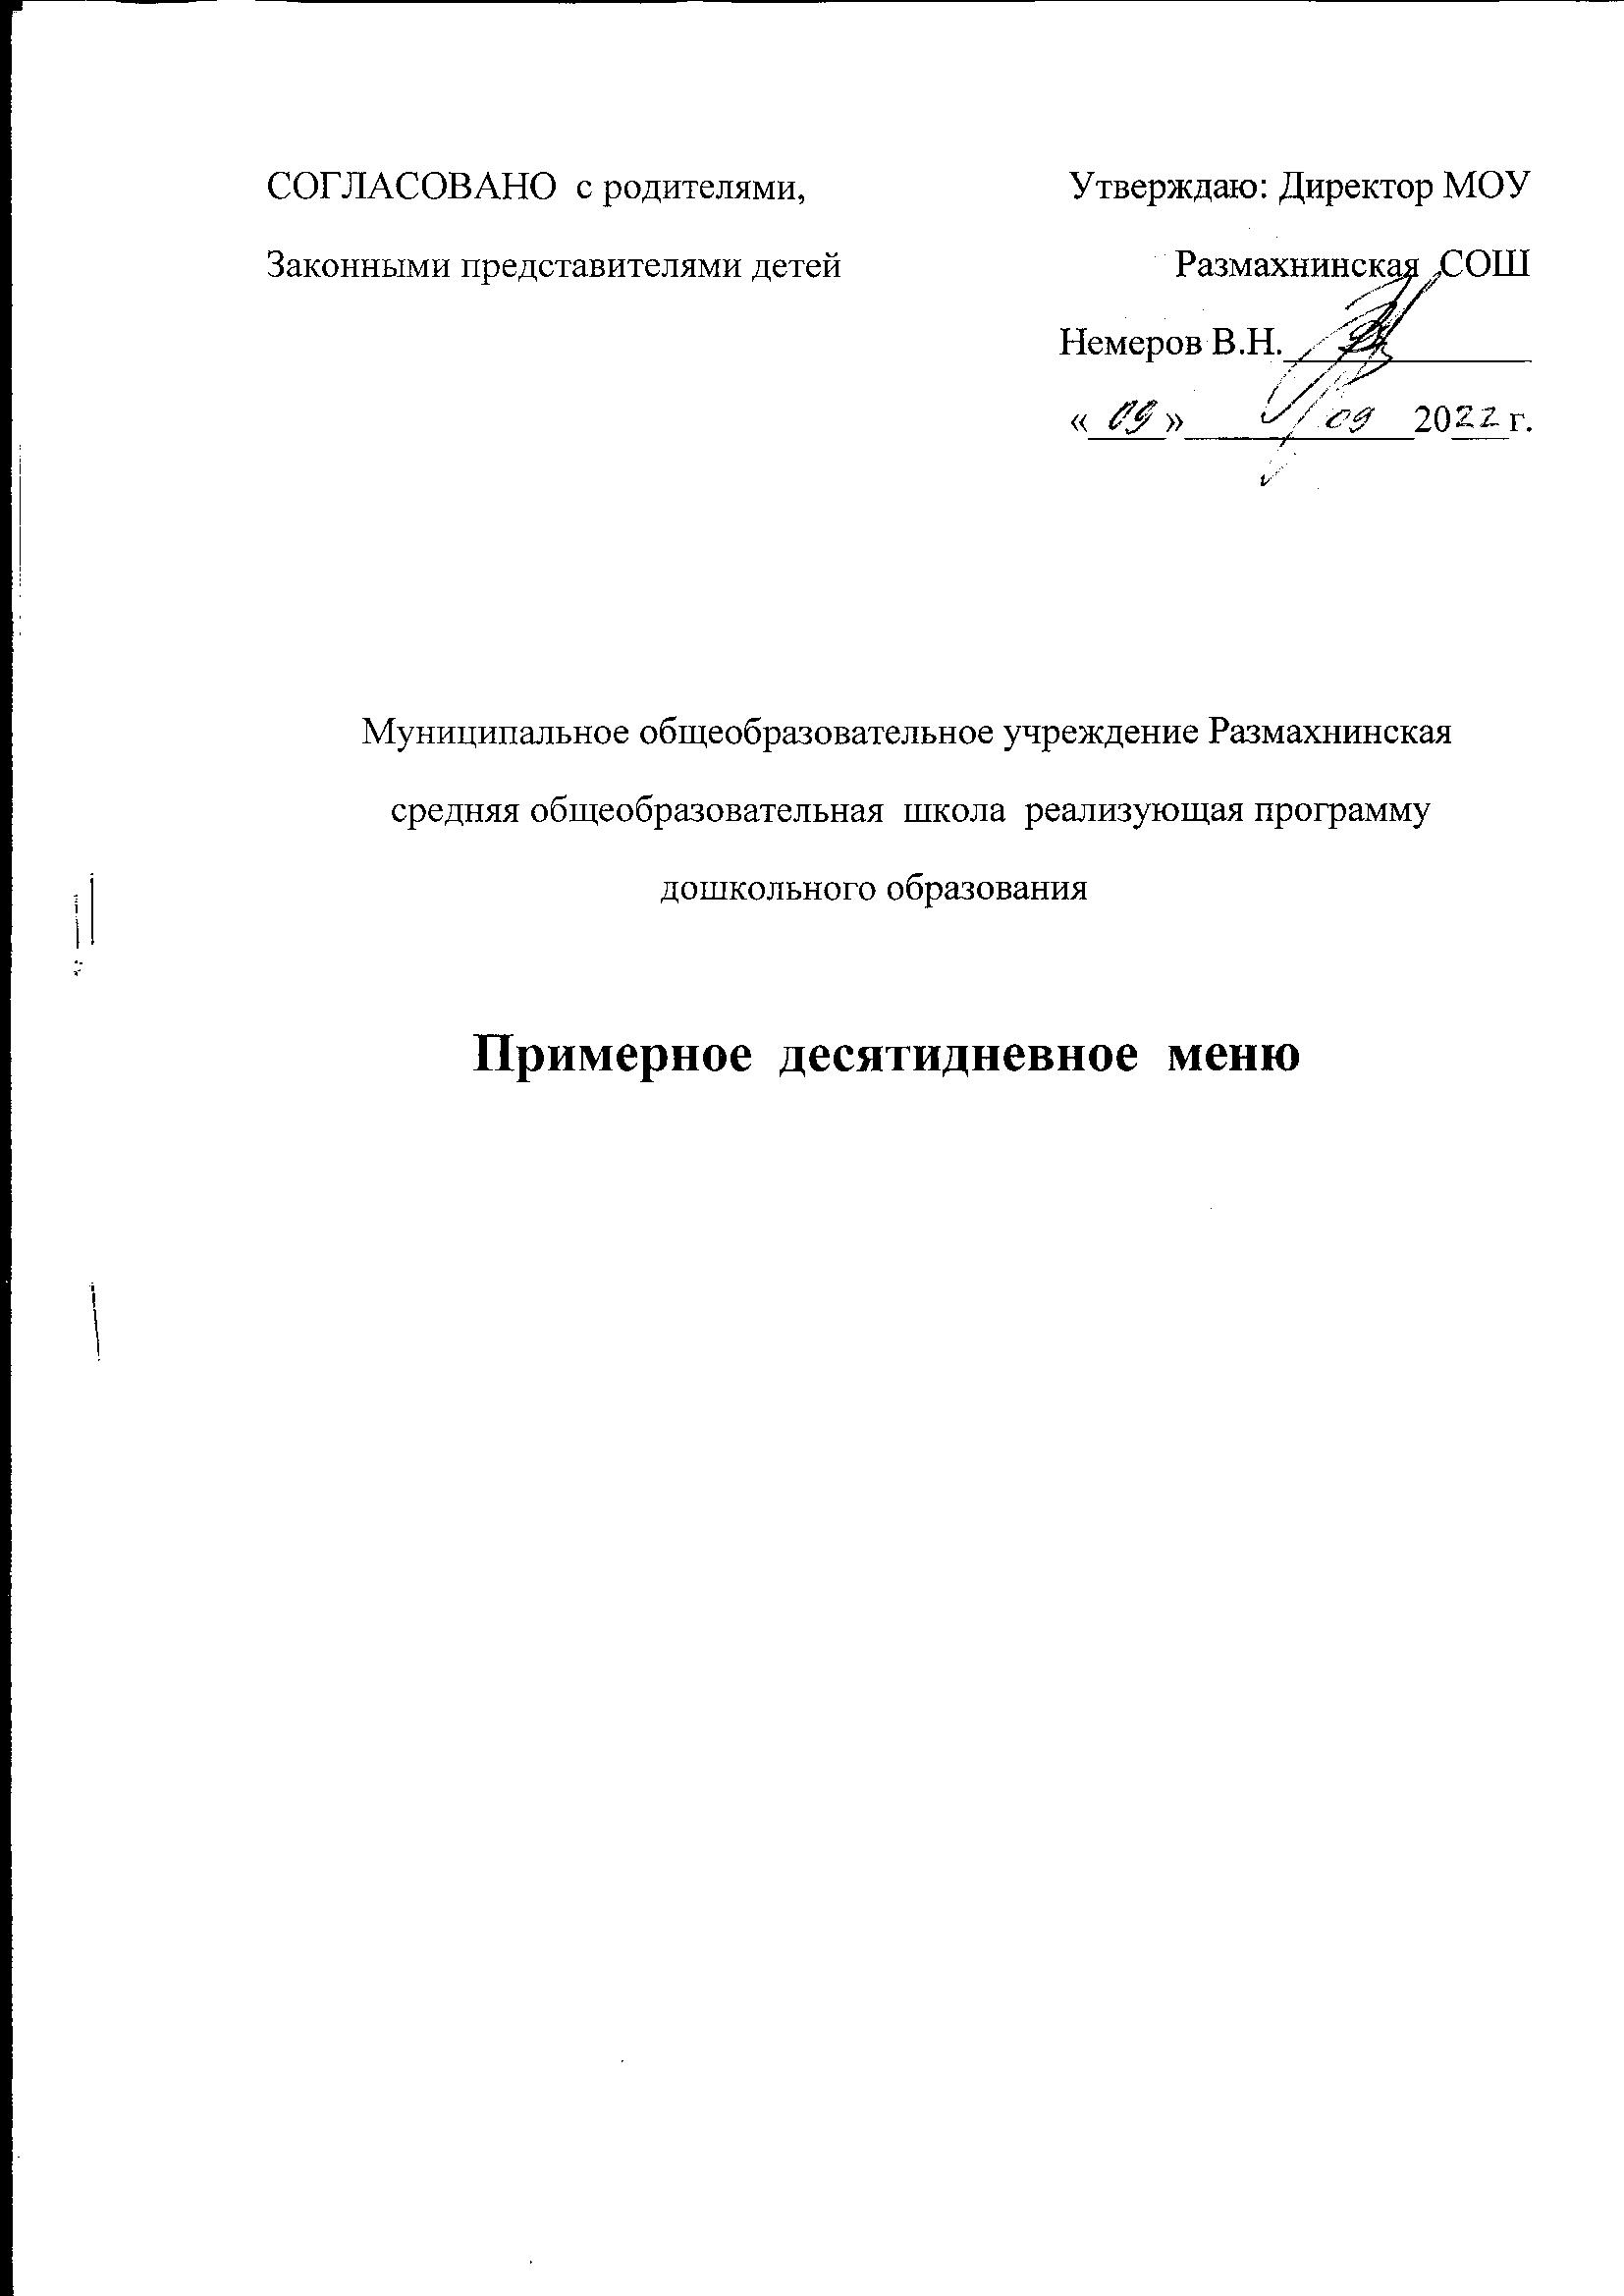 СОГЛАСОВАНО с родителями,
Законными представителями детей
Утверждаю: Директор МОУ
Размахнинская СОШ
Немеров В.Н.
« 09 » 09 2022 г.
Муниципальное общеобразовательное учреждение Размахнинская
средняя общеобразовательная школа реализующая программу
дошкольного образования
Примерное десятидневное меню